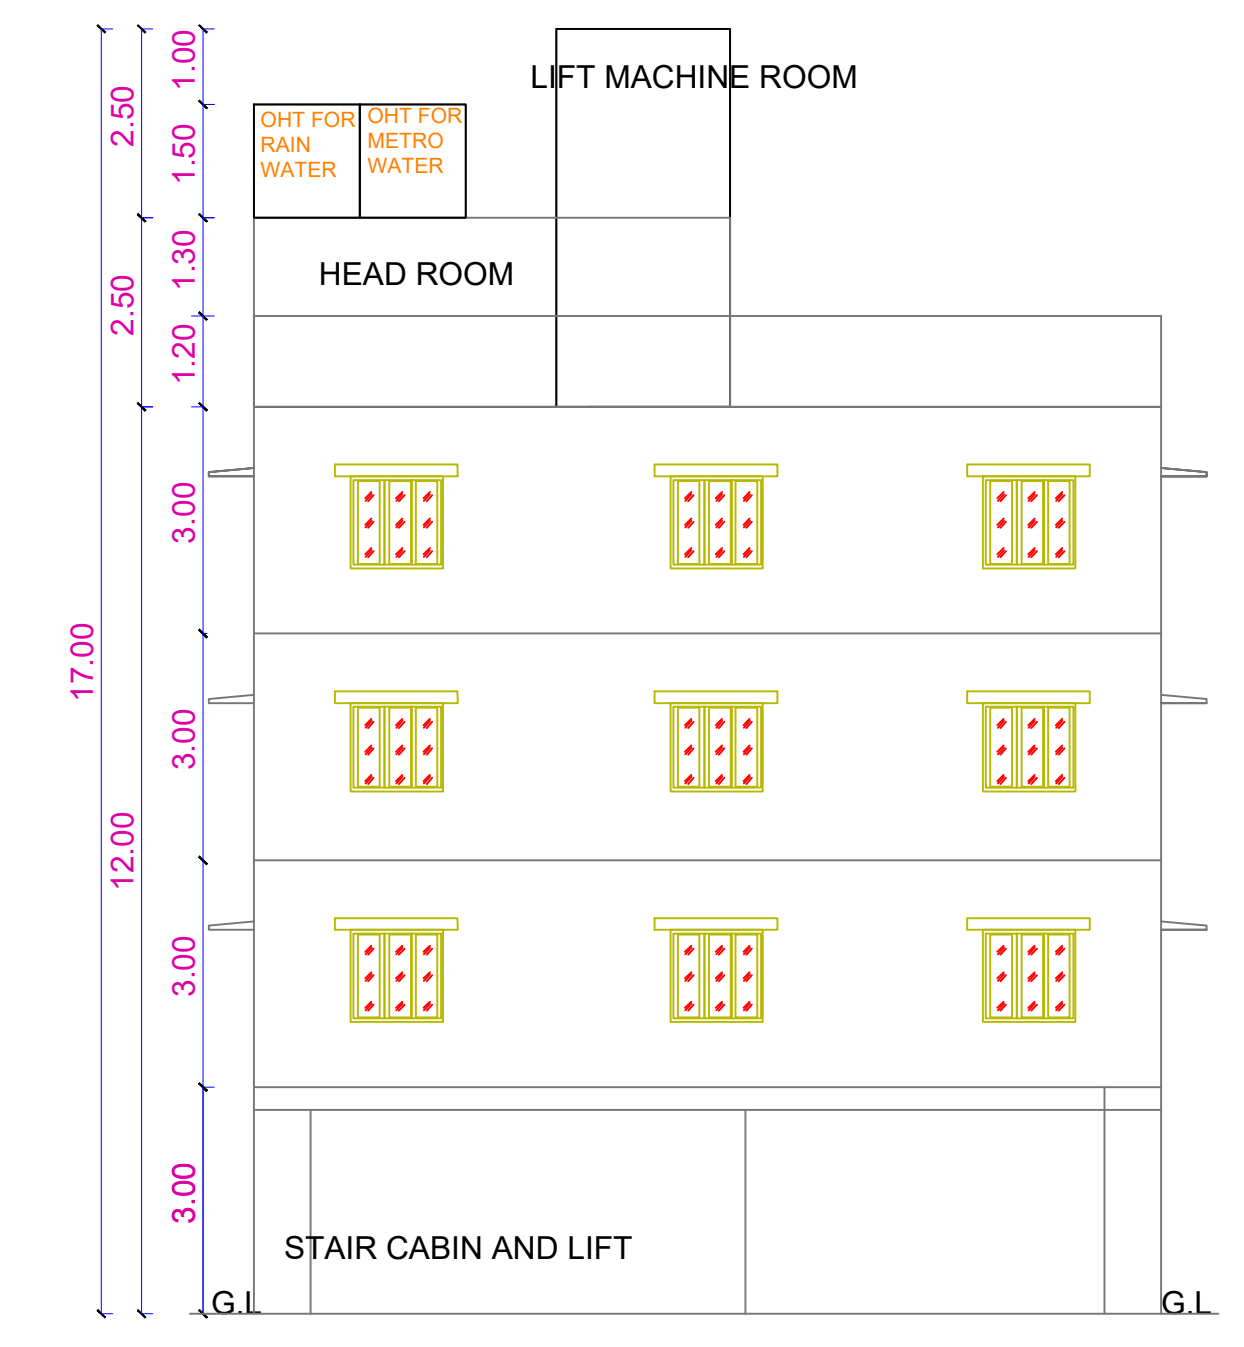 1.00
LIFT MACHINE ROOM
2.50
OHT FOR
RAIN
WATER
OHT FOR
METRO
WATER
1.50
1.30
HEAD ROOM
2.50
1.20
3.00
17.00
3.00
12.00
3.00
3.00
STAIR CABIN AND LIFT
G.L
G.L